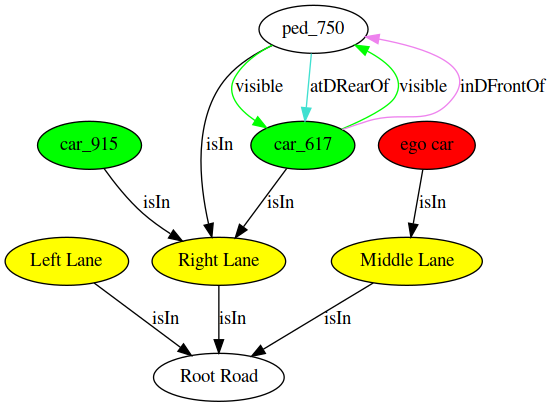 ped_750
visible
atDRearOf
visible
inDFrontOf
car_915
isIn
car_617
ego car
isIn
isIn
isIn
Left Lane
Right Lane
Middle Lane
isIn
isIn
isIn
Root Road